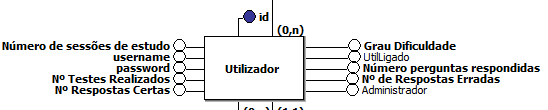 id
(0,n)
Número de sessões de estudo
username
password
Nº Testes Realizados
Nº Respostas Certas
Utilizador
Grau Dificuldade
UtilLigado
Número perguntas respondidas
Nº de Respostas Erradas
Administrador